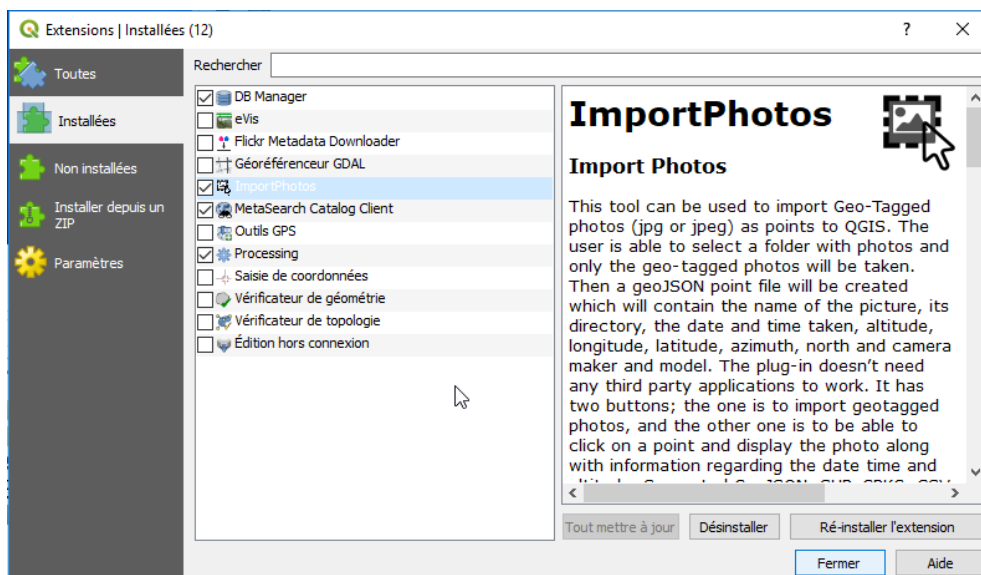 Extensions | Installées (12)
?
Toutes
Installées
Non installées
Installer depuis un
ZIP
Paramètres
Rechercher
DB Manager
eVis
Flickr Metadata Downloader
Géoréférenceur GDAL
ImportPhotos
MetaSearch Catalog Client
Outils GPS
Processing
Saisie de coordonnées
Vérificateur de géométrie
Vérificateur de topologie
Édition hors connexion
ImportPhotos
Import Photos
This tool can be used to import Geo-Tagged
photos (jpg or jpeg) as points to QGIS. The
user is able to select a folder with photos and
only the geo-tagged photos will be taken.
Then a geoJSON point file will be created
which will contain the name of the picture, its
directory, the date and time taken, altitude,
longitude, latitude, azimuth, north and camera
maker and model. The plug-in doesn't need
any third party applications to work. It has
two buttons; the one is to import geotagged
photos, and the other one is to be able to
click on a point and display the photo along
with information regarding the date time and
Tout mettre à jour
Désinstaller
Ré-installer l'extension
Fermer
Aide